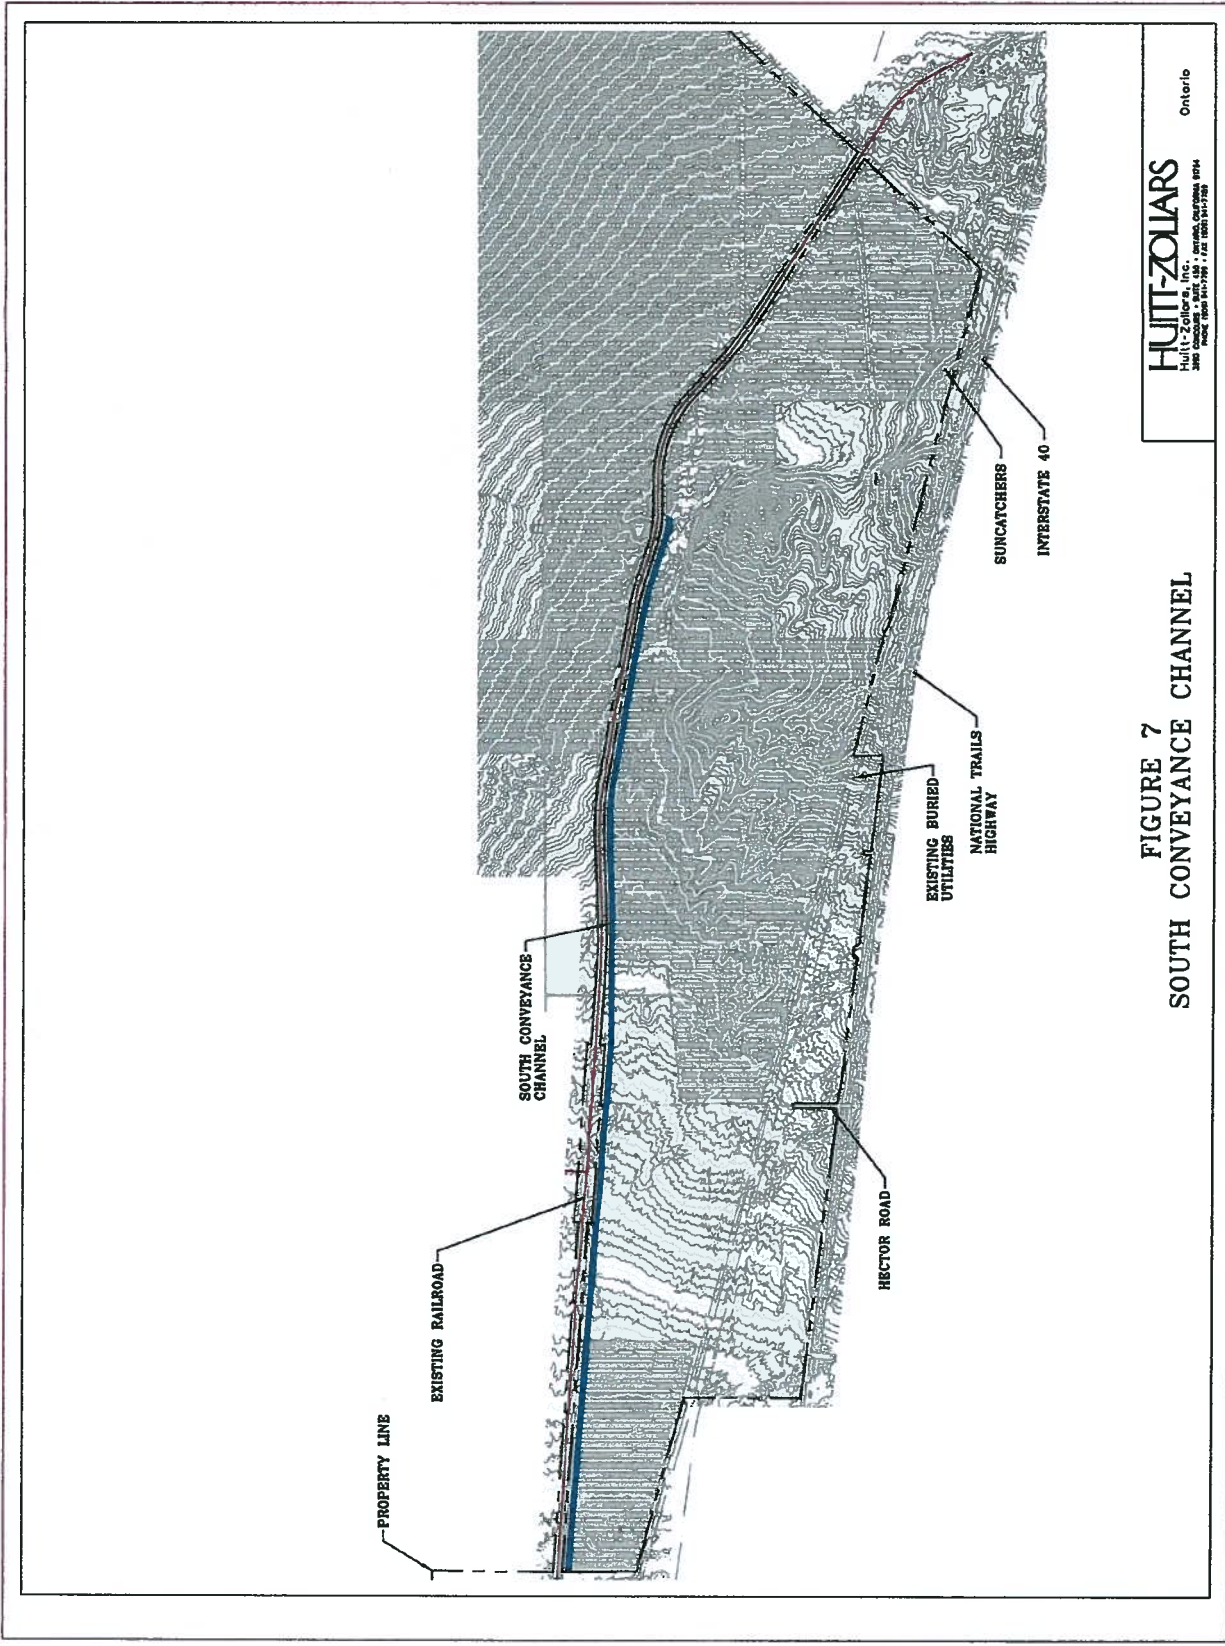 PROPERTY LINE
EXISTING RAILROAD
SOUTH CONVEYANCE
CHANNEL
HECTOR ROAD
EXISTING BURIED
UTILITIES
NATIONAL TRAILS
HIGHWAY
SUNCATCHERS
INTERSTATE 40
FIGURE 7
SOUTH CONVEYANCE CHANNEL
HUITT-ZOLLARS
Huitt-Zollars, Inc.
Ontario